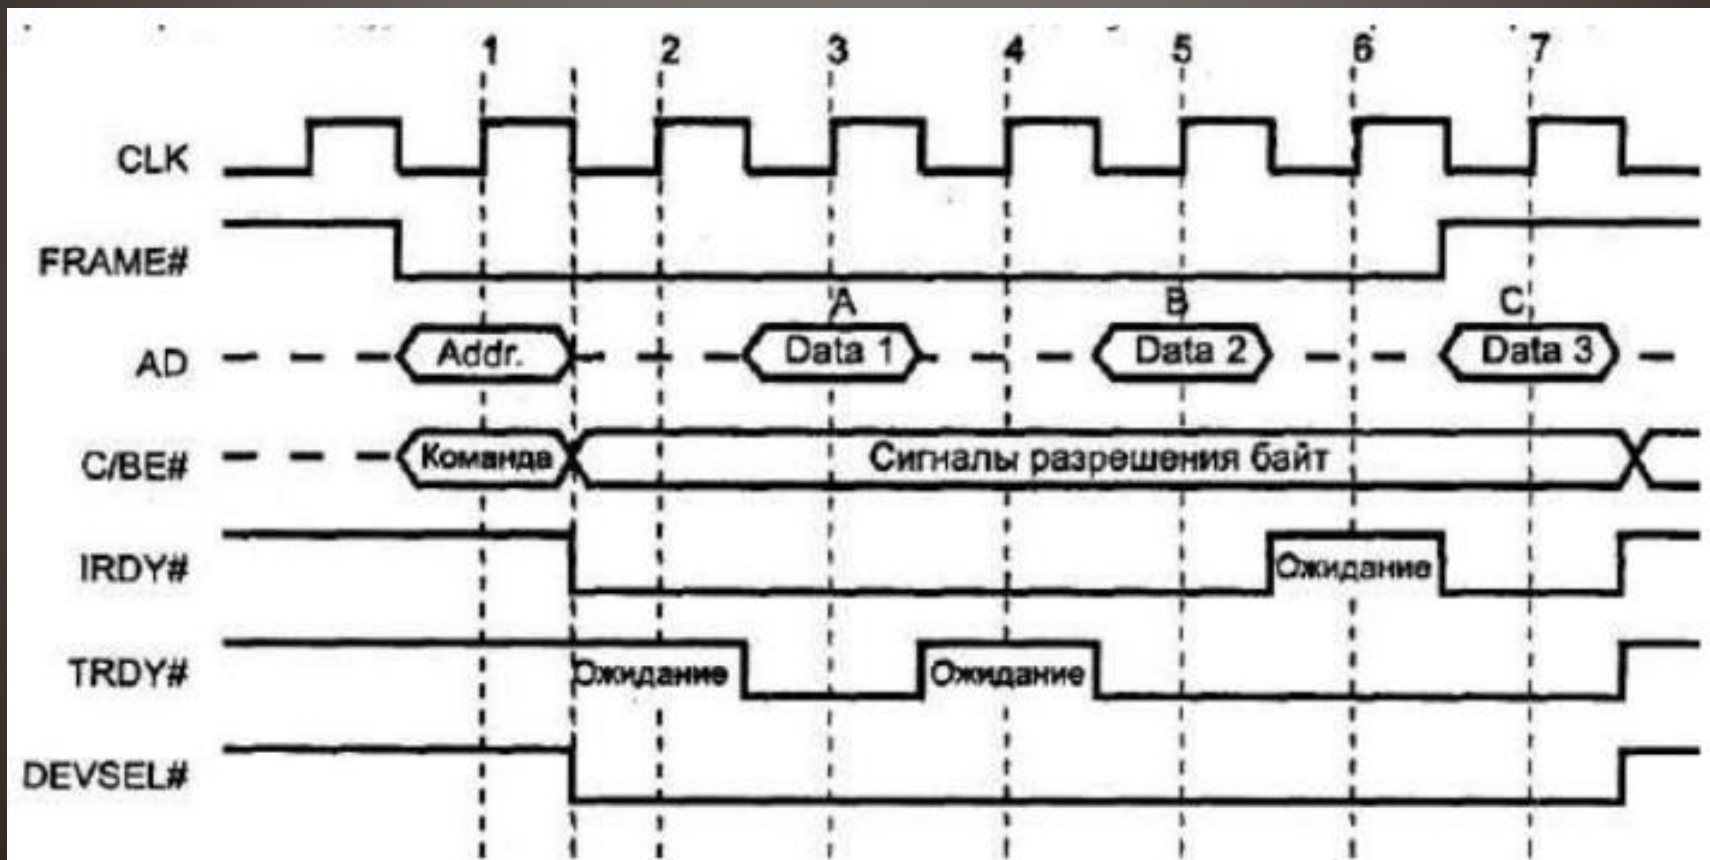 1 2 3 4 5 6 7
CLK
FRAME#
A B C
AD Addr. Data 1 Data 2 Data 3
C/BE# Команда Сигналы разрешения байт
IRDY# Ожидание
TRDY# Ожидание Ожидание
DEVSEL#